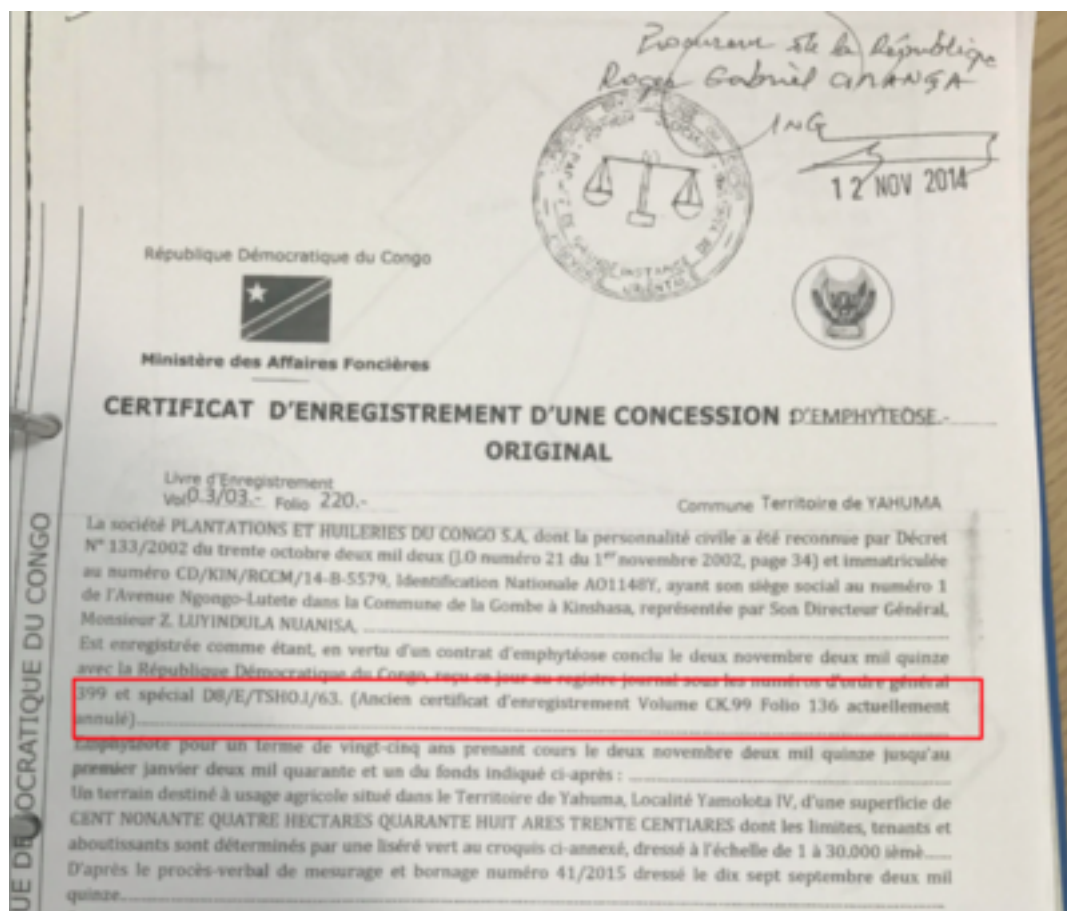 Procureur de la République
Roger Gabriel
ING
12 NOV 2014
République Démocratique du Congo
Ministère des Affaires Foncières
CERTIFICAT D'ENREGISTREMENT D'UNE CONCESSION D'EMPHYTEOSE.-
ORIGINAL
Livre d'Enregistrement
Vol 0.3/03.- Folio 220.-
Commune Territoire de YAHUMA
La société PLANTATIONS ET HUILERIES DU CONGO S.A, dont la personnalité civile a été reconnue par Décret
N° 133/2002 du trente octobre deux mil deux (J.O numéro 21 du 1er novembre 2002, page 34) et immatriculée
au numéro CD/KIN/RCCM/14-B-5579, Identification Nationale A01148Y, ayant son siège social au numéro 1
de l'Avenue Ngongo-Lutete dans la Commune de la Gombe à Kinshasa, représentée par Son Directeur Général,
Monsieur Z. LUYINDULA NUANISA,
Est enregistrée comme étant, en vertu d'un contrat d'emphytéose conclu le deux novembre deux mil quinze
avec la République Démocratique du Congo, reçu ce jour au registre journal sous les numéros d'ordre général
399 et spécial D8/E/TSHO.I/63. (Ancien certificat d'enregistrement Volume CK.99 Folio 136 actuellement
annulé)
Emphytéote pour un terme de vingt-cinq ans prenant cours le deux novembre deux mil quinze jusqu'au
premier janvier deux mil quarante et un du fonds indiqué ci-après :
Un terrain destiné à usage agricole situé dans le Territoire de Yahuma, Localité Yamolota IV, d'une superficie de
CENT NONANTE QUATRE HECTARES QUARANTE HUIT ARES TRENTE CENTIARES dont les limites, tenants et
aboutissants sont déterminés par une liséré vert au croquis ci-annexé, dressé à l'échelle de 1 à 30.000 ièmè
D'après le procès-verbal de mesurage et bornage numéro 41/2015 dressé le dix sept septembre deux mil
quinze
UE DEMOCRATIQUE DU CONGO